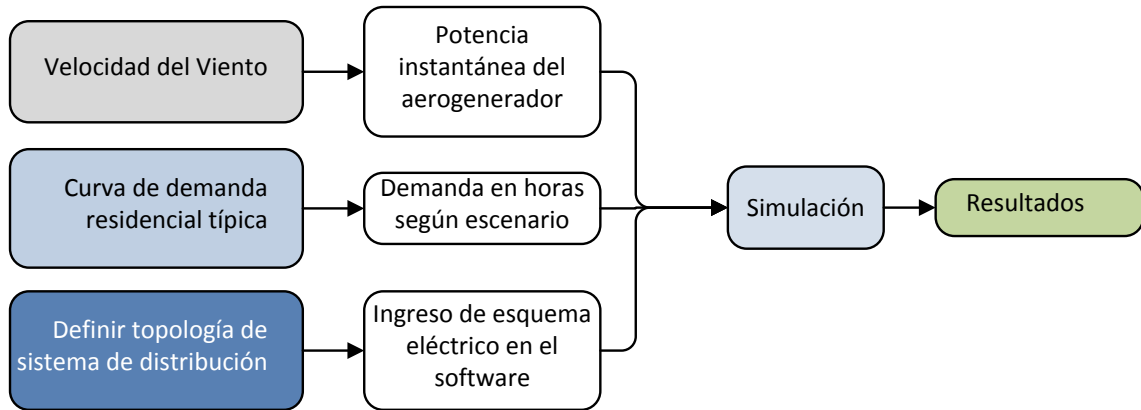 Velocidad del Viento
Potencia
instantánea del
aerogenerador
Curva de demanda
residencial típica
Demanda en horas
según escenario
Simulación
Resultados
Definir topología de
sistema de distribución
Ingreso de esquema
eléctrico en el
software